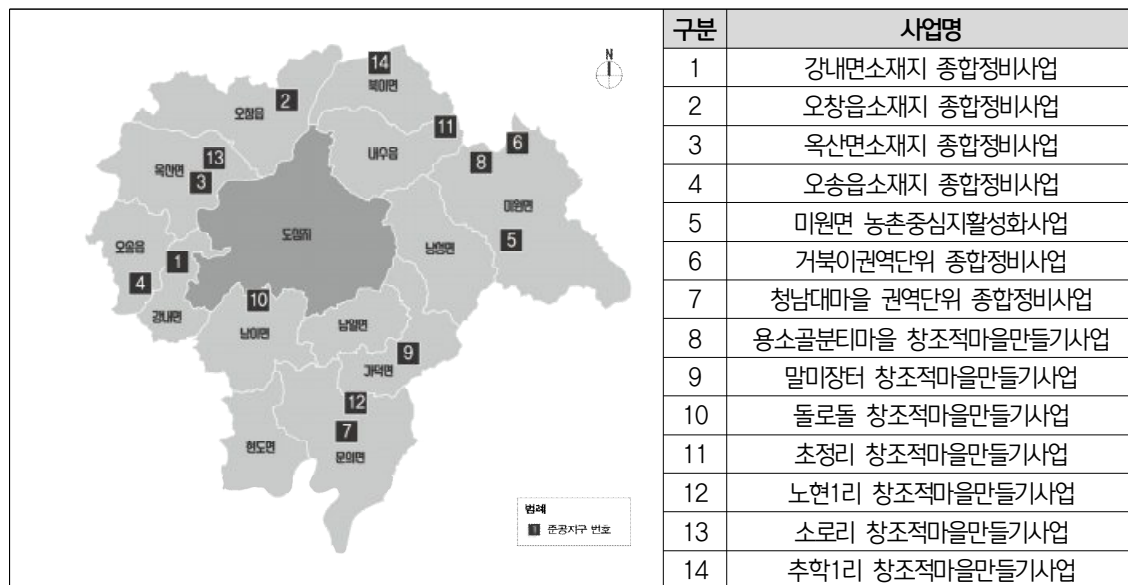 N
14
북이면
2
오창읍
11
6
내수읍
8
13
옥산면
3
미원면
도심지
5
오송읍
1
낭성면
4
10
강내면
남일면
남이면
9
가덕면
12
7
현도면
문의면
범례
1 준공지구 번호
구분 사업명
1 강내면소재지 종합정비사업
2 오창읍소재지 종합정비사업
3 옥산면소재지 종합정비사업
4 오송읍소재지 종합정비사업
5 미원면 농촌중심지활성화사업
6 거북이권역단위 종합정비사업
7 청남대마을 권역단위 종합정비사업
8 용소골분티마을 창조적마을만들기사업
9 말미장터 창조적마을만들기사업
10 돌로돌 창조적마을만들기사업
11 초정리 창조적마을만들기사업
12 노현1리 창조적마을만들기사업
13 소로리 창조적마을만들기사업
14 추학1리 창조적마을만들기사업